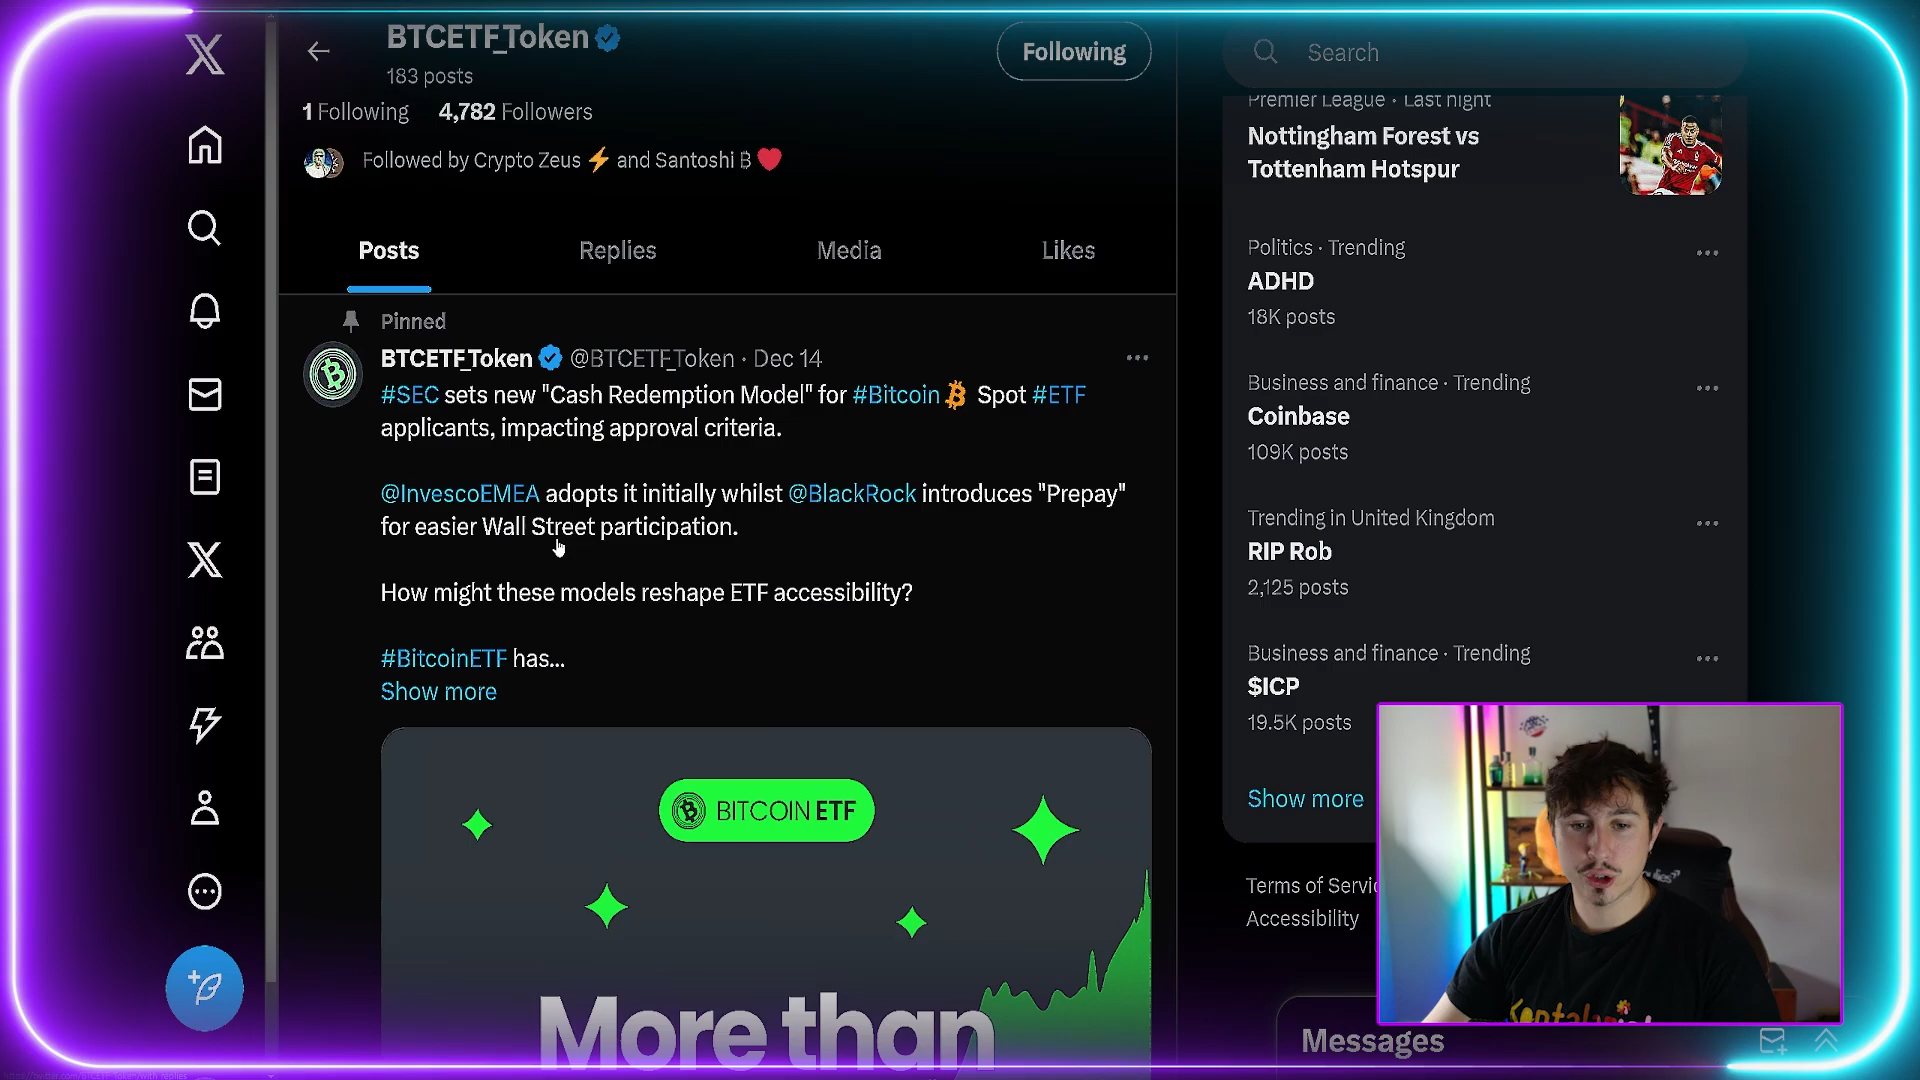 BTCETF_Token
183 posts
Following
Search
1 Following 4,782 Followers
Followed by Crypto Zeus ⚡ and Santoshi ₿ ❤️
Posts Replies Media Likes
Pinned
BTCETF_Token @BTCETF_Token · Dec 14
#SEC sets new "Cash Redemption Model" for #Bitcoin Spot #ETF
applicants, impacting approval criteria.
@InvescoEMEA adopts it initially whilst @BlackRock introduces "Prepay"
for easier Wall Street participation.
How might these models reshape ETF accessibility?
#BitcoinETF has...
Show more
BITCOIN ETF
More than
Premier League · Last night
Nottingham Forest vs
Tottenham Hotspur
Politics · Trending
ADHD
18K posts
Business and finance · Trending
Coinbase
109K posts
Trending in United Kingdom
RIP Rob
2,125 posts
Business and finance · Trending
$ICP
19.5K posts
Show more
Terms of Servic
Accessibility
Messages